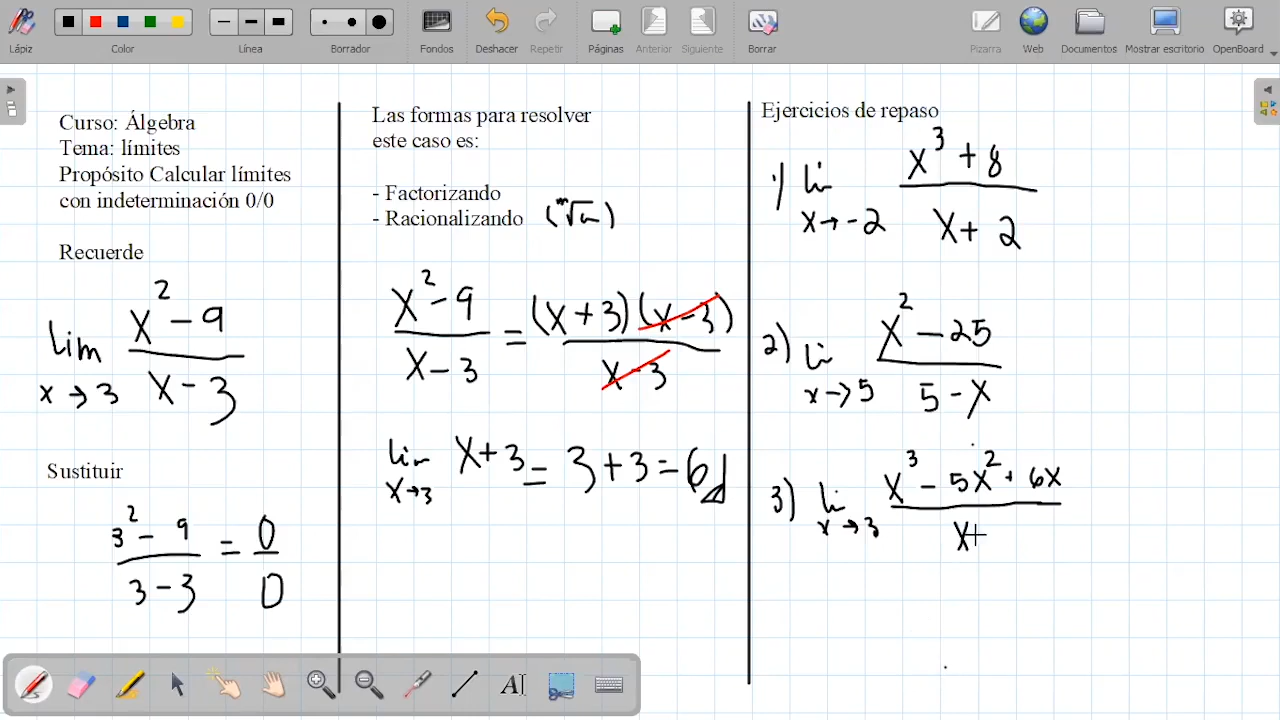 Lápiz
Color
Línea
Borrador
Fondos
Deshacer
Repetir
Páginas
Anterior
Siguiente
Borrar
Pizarra
Web
Documentos
Mostrar escritorio
OpenBoard
Curso: Álgebra
Tema: límites
Propósito Calcular límites
con indeterminación 0/0
Recuerde
lim x→3 (x² - 9)/(x - 3)
Sustituir
(3² - 9)/(3 - 3) = 0/0
Las formas para resolver
este caso es:
- Factorizando
- Racionalizando (ᵐ√n)
(x² - 9)/(x - 3) = (x + 3)(x - 3)/(x - 3)
lim x→3 x + 3 = 3 + 3 = 6
Ejercicios de repaso
1) lim x→-2 (x³ + 8)/(x + 2)
2) lim x→5 (x² - 25)/(5 - x)
3) lim x→3 (x³ - 5x² + 6x)/(x